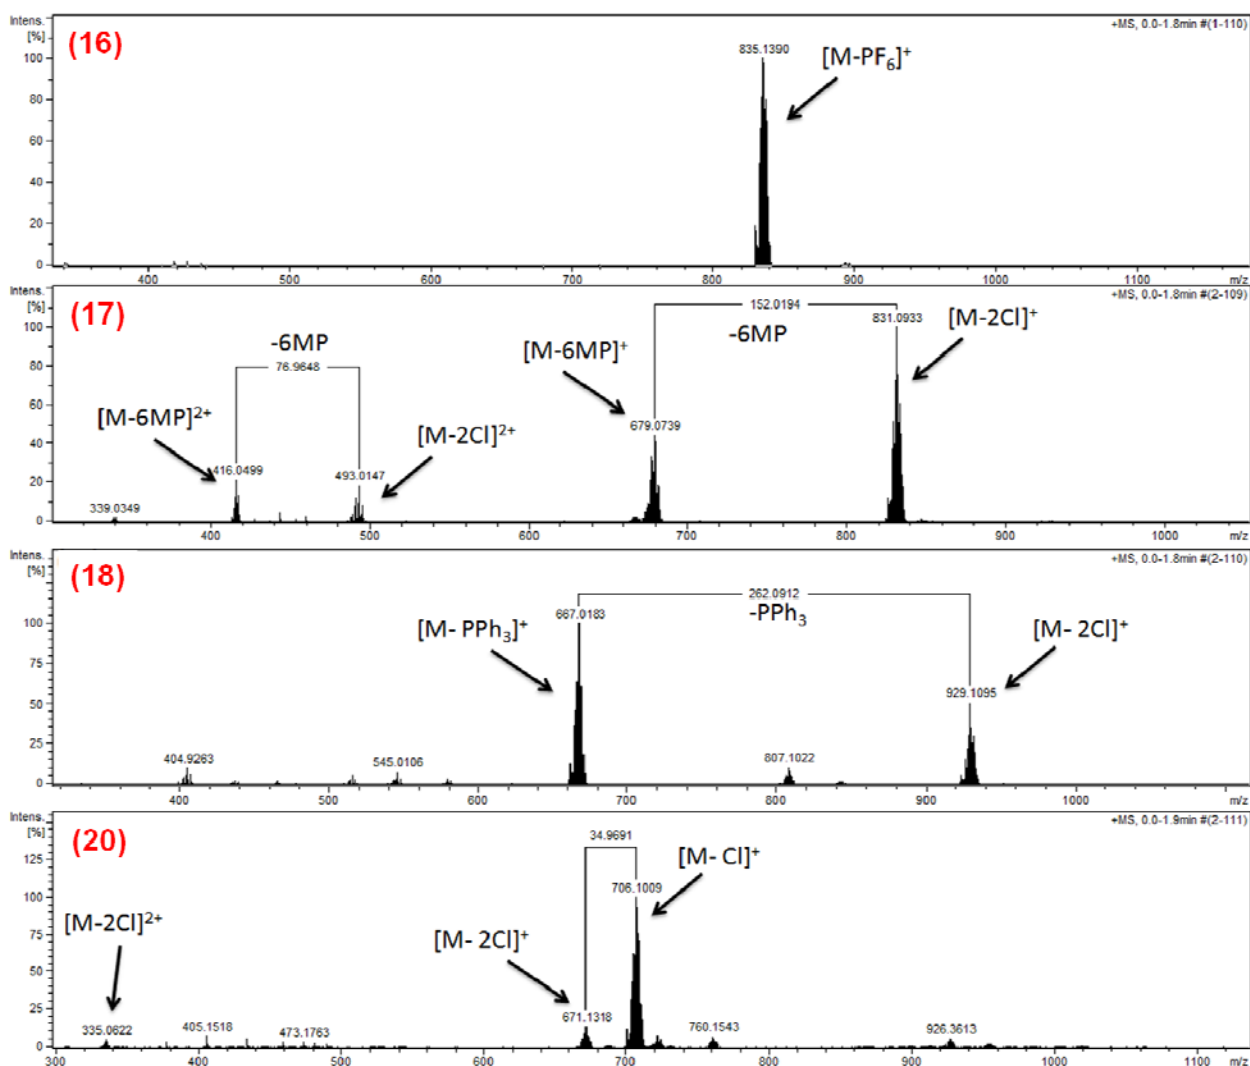 Intens.
[%]
+MS, 0.0-1.8min #(1-110)
(16)
835.1390
[M-PF6]+
100
80
60
40
20
0
400 500 600 700 800 900 1000 1100 m/z
Intens.
[%]
+MS, 0.0-1.8min #(2-109)
(17)
152.0194
831.0933
[M-2Cl]+
-6MP
-6MP
[M-6MP]+
76.9648
[M-6MP]2+
679.0739
[M-2Cl]2+
416.0499
493.0147
339.0349
100
80
60
40
20
0
400 500 600 700 800 900 1000 m/z
Intens.
[%]
+MS, 0.0-1.8min #(2-110)
(18)
262.0912
-PPh3
667.0183
[M- PPh3]+
[M- 2Cl]+
929.1095
404.9263
545.0106
807.1022
100
75
50
25
0
400 500 600 700 800 900 1000 m/z
Intens.
[%]
+MS, 0.0-1.9min #(2-111)
(20)
34.9691
[M- Cl]+
706.1009
[M-2Cl]2+
[M- 2Cl]+
671.1318
335.0622
405.1518
473.1763
760.1543
926.3613
125
100
75
50
25
0
300 400 500 600 700 800 900 1000 1100 m/z